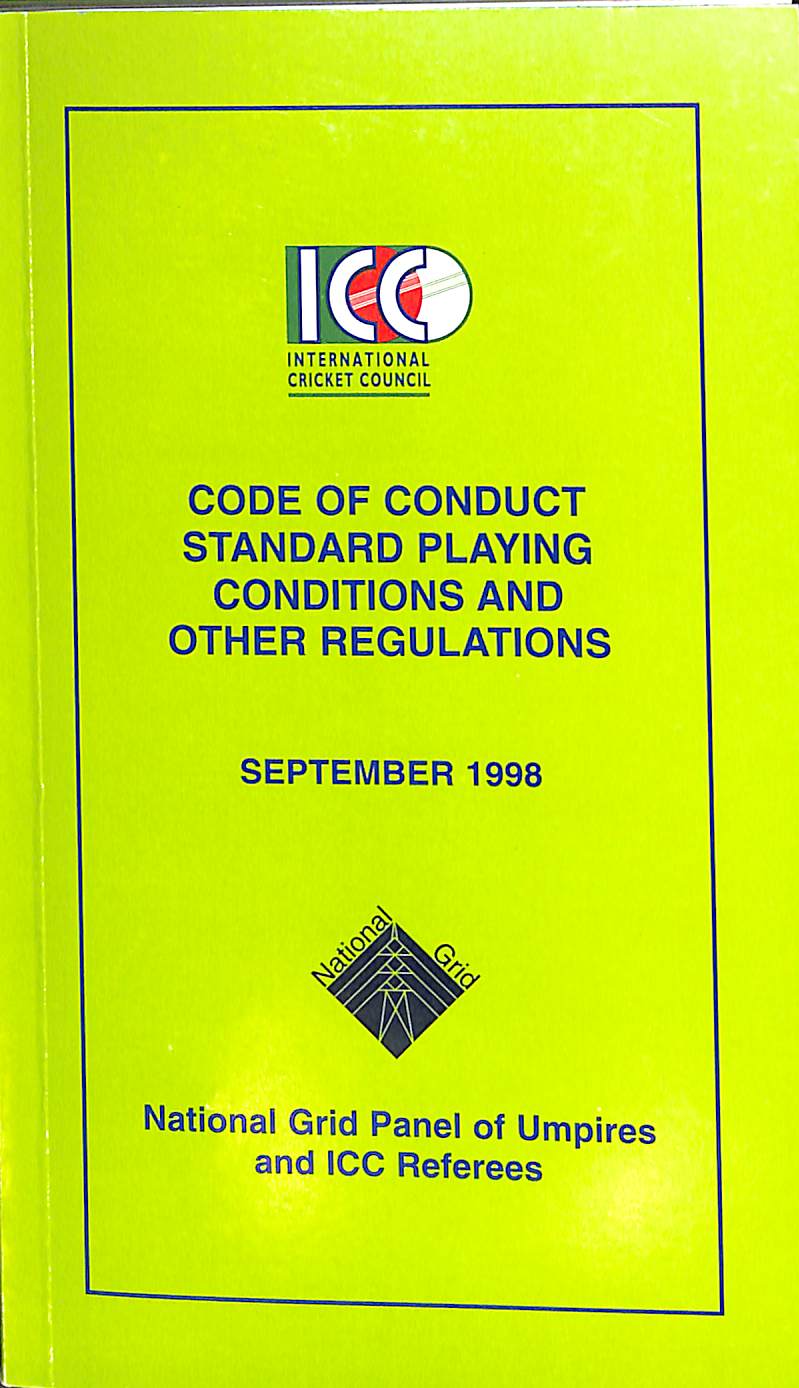 ICC
INTERNATIONAL
CRICKET COUNCIL
CODE OF CONDUCT
STANDARD PLAYING
CONDITIONS AND
OTHER REGULATIONS
SEPTEMBER 1998
National Grid
National Grid Panel of Umpires
and ICC Referees